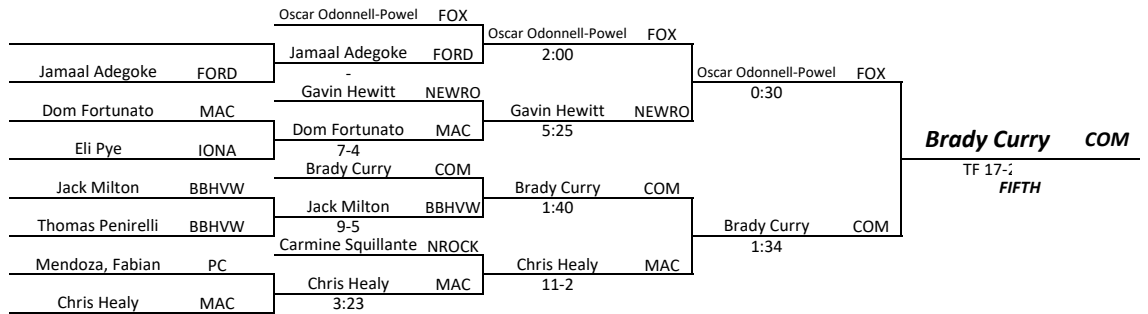 Oscar Odonnell-Powel FOX
Oscar Odonnell-Powel FOX
Jamaal Adegoke FORD
2:00
Jamaal Adegoke FORD
-
Oscar Odonnell-Powel FOX
Gavin Hewitt NEWRO
0:30
Dom Fortunato MAC
Gavin Hewitt NEWRO
Dom Fortunato MAC
5:25
Eli Pye IONA
7-4
Brady Curry COM
Brady Curry COM
TF 17-2
FIFTH
Jack Milton BBHVW
Brady Curry COM
Jack Milton BBHVW
1:40
Thomas Penirelli BBHVW
9-5
Brady Curry COM
Carmine Squillante NROCK
1:34
Mendoza, Fabian PC
Chris Healy MAC
Chris Healy MAC
11-2
Chris Healy MAC
3:23